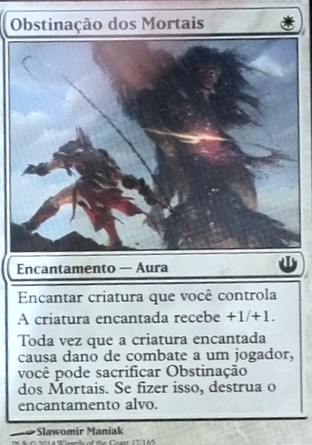 Obstinação dos Mortais
Encantamento — Aura
Encantar criatura que você controla
A criatura encantada recebe +1/+1.
Toda vez que a criatura encantada
causa dano de combate a um jogador,
você pode sacrificar Obstinação
dos Mortais. Se fizer isso, destrua o
encantamento alvo.
Slawomir Maniak
™ & © 2014 Wizards of the Coast 17/165